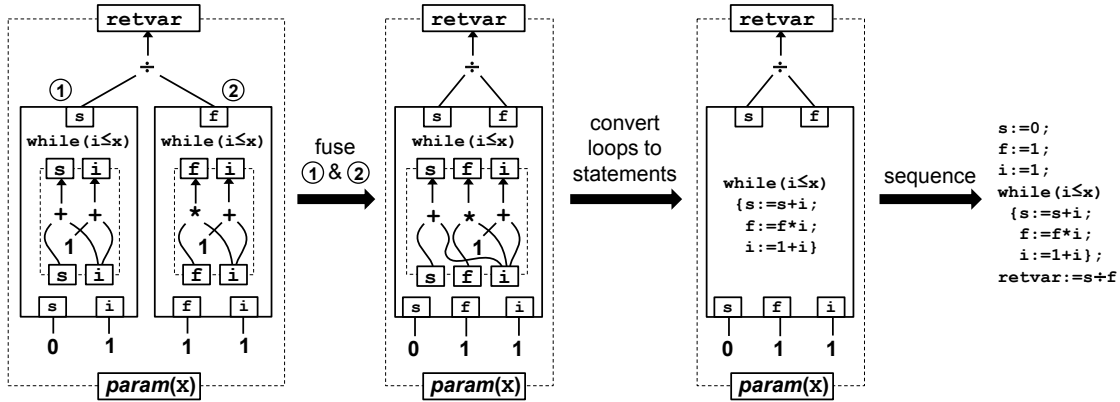 retvar
÷
① ②
s f
while(i≤x) while(i≤x)
s i f i
+ + * +
1 1
s i f i
s i f i
0 1 1 1
param(x)
fuse
① & ②
retvar
÷
s f
while(i≤x)
s f i
+ * +
1
s f i
s f i
0 1 1
param(x)
convert
loops to
statements
retvar
÷
s f
while(i≤x)
{s:=s+i;
f:=f*i;
i:=1+i}
s f i
0 1 1
param(x)
sequence
s:=0;
f:=1;
i:=1;
while(i≤x)
{s:=s+i;
f:=f*i;
i:=1+i};
retvar:=s÷f